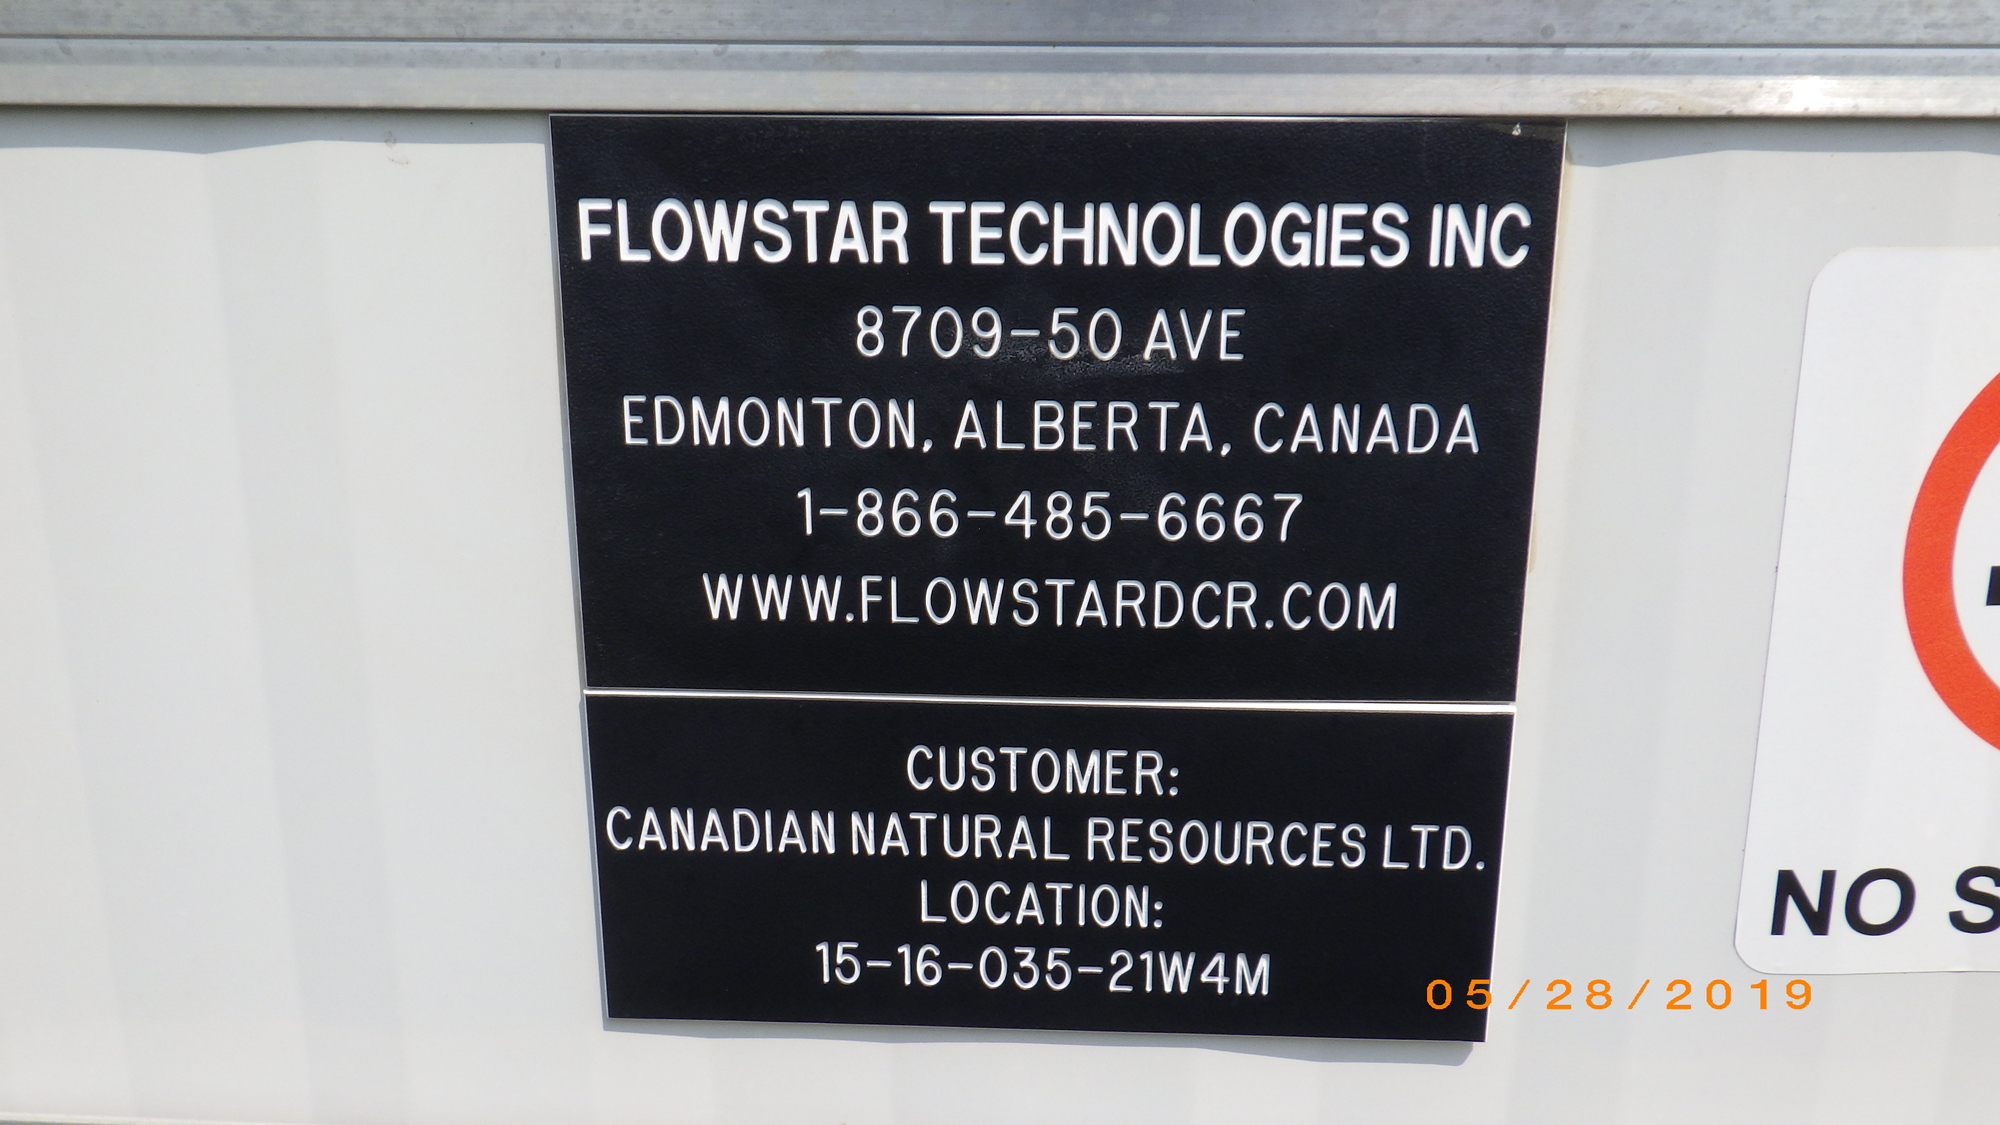 FLOWSTAR TECHNOLOGIES INC
8709-50 AVE
EDMONTON, ALBERTA, CANADA
1-866-485-6667
WWW.FLOWSTARDCR.COM
CUSTOMER:
CANADIAN NATURAL RESOURCES LTD.
LOCATION:
15-16-035-21W4M
NO
05/28/2019